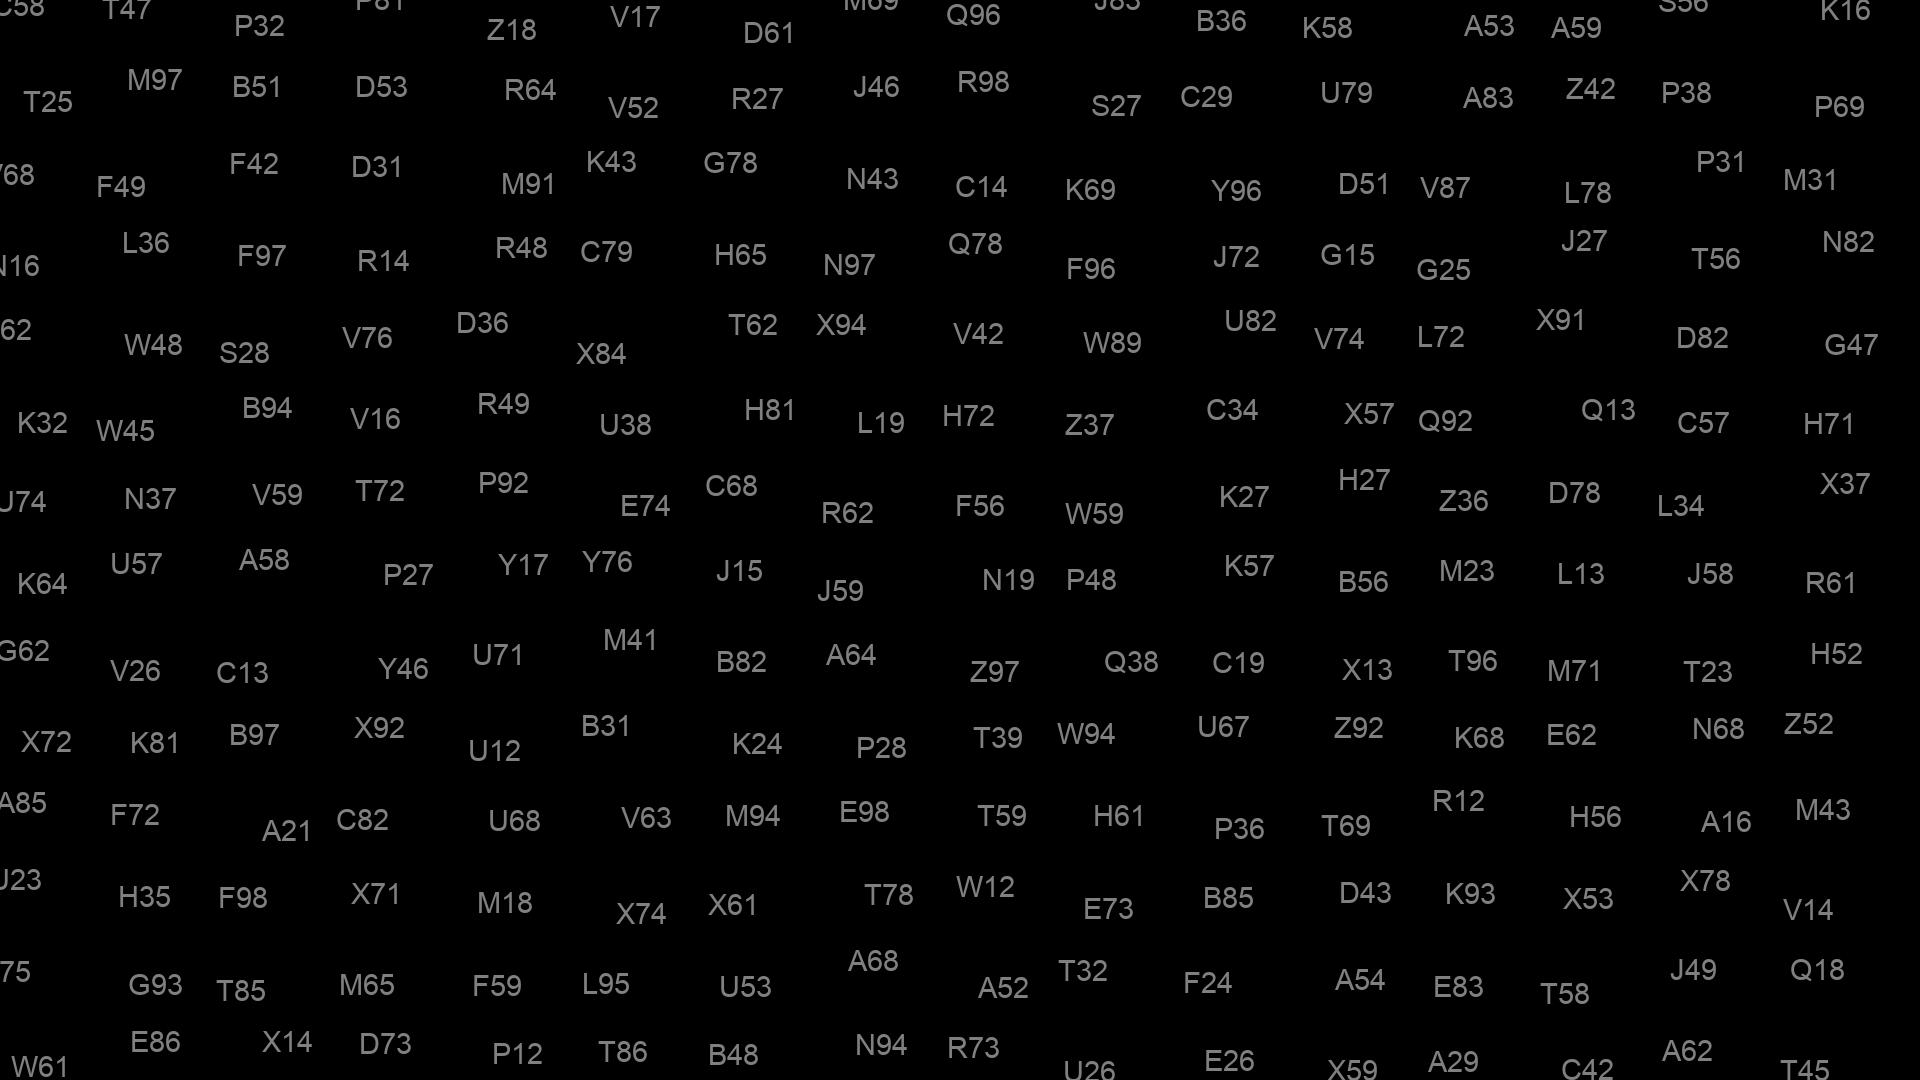 T47 P32 Z18 V17 D61 Q96 B36 K58 A53 A59 K16
T25 M97 B51 D53 R64 V52 R27 J46 R98 S27 C29 U79 A83 Z42 P38 P69
F49 F42 D31 M91 K43 G78 N43 C14 K69 Y96 D51 V87 L78 P31 M31
L36 F97 R14 R48 C79 H65 N97 Q78 F96 J72 G15 G25 J27 T56 N82
W48 S28 V76 D36 X84 T62 X94 V42 W89 U82 V74 L72 X91 D82 G47
K32 W45 B94 V16 R49 U38 H81 L19 H72 Z37 C34 X57 Q92 Q13 C57 H71
U74 N37 V59 T72 P92 E74 C68 R62 F56 W59 K27 H27 Z36 D78 L34 X37
K64 U57 A58 P27 Y17 Y76 J15 J59 N19 P48 K57 B56 M23 L13 J58 R61
G62 V26 C13 Y46 U71 M41 B82 A64 Z97 Q38 C19 X13 T96 M71 T23 H52
X72 K81 B97 X92 U12 B31 K24 P28 T39 W94 U67 Z92 K68 E62 N68 Z52
A85 F72 A21 C82 U68 V63 M94 E98 T59 H61 P36 T69 R12 H56 A16 M43
H35 F98 X71 M18 X74 X61 T78 W12 E73 B85 D43 K93 X53 X78 V14
G93 T85 M65 F59 L95 U53 A68 A52 T32 F24 A54 E83 T58 J49 Q18
W61 E86 X14 D73 P12 T86 B48 N94 R73 U26 E26 X59 A29 C42 A62 T45